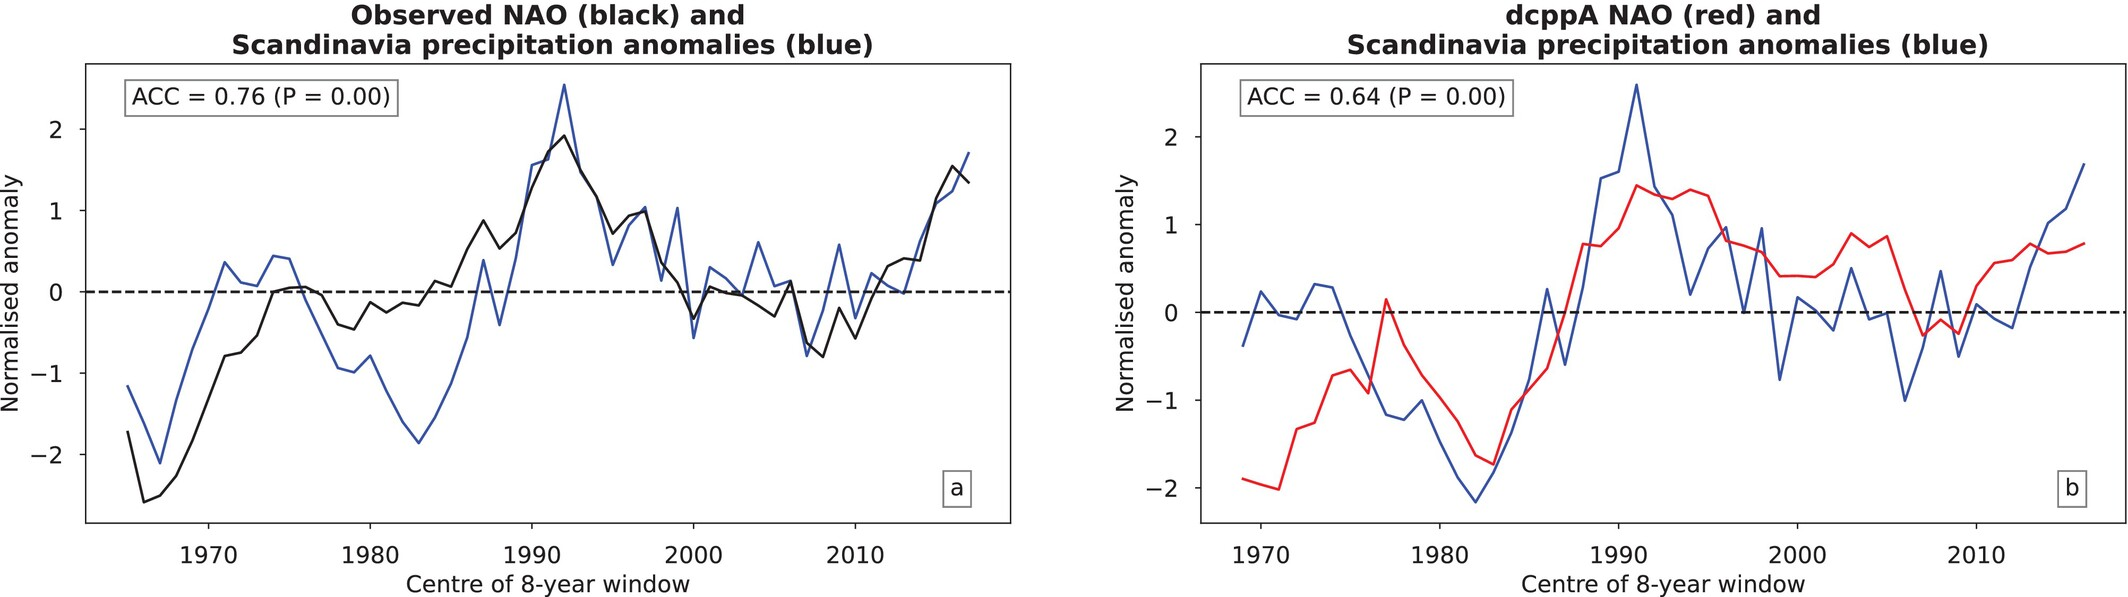 Observed NAO (black) and
Scandinavia precipitation anomalies (blue)
ACC = 0.76 (P = 0.00)
Normalised anomaly
2
1
0
−1
−2
a
1970 1980 1990 2000 2010
Centre of 8-year window
dcppA NAO (red) and
Scandinavia precipitation anomalies (blue)
ACC = 0.64 (P = 0.00)
Normalised anomaly
2
1
0
−1
−2
b
1970 1980 1990 2000 2010
Centre of 8-year window